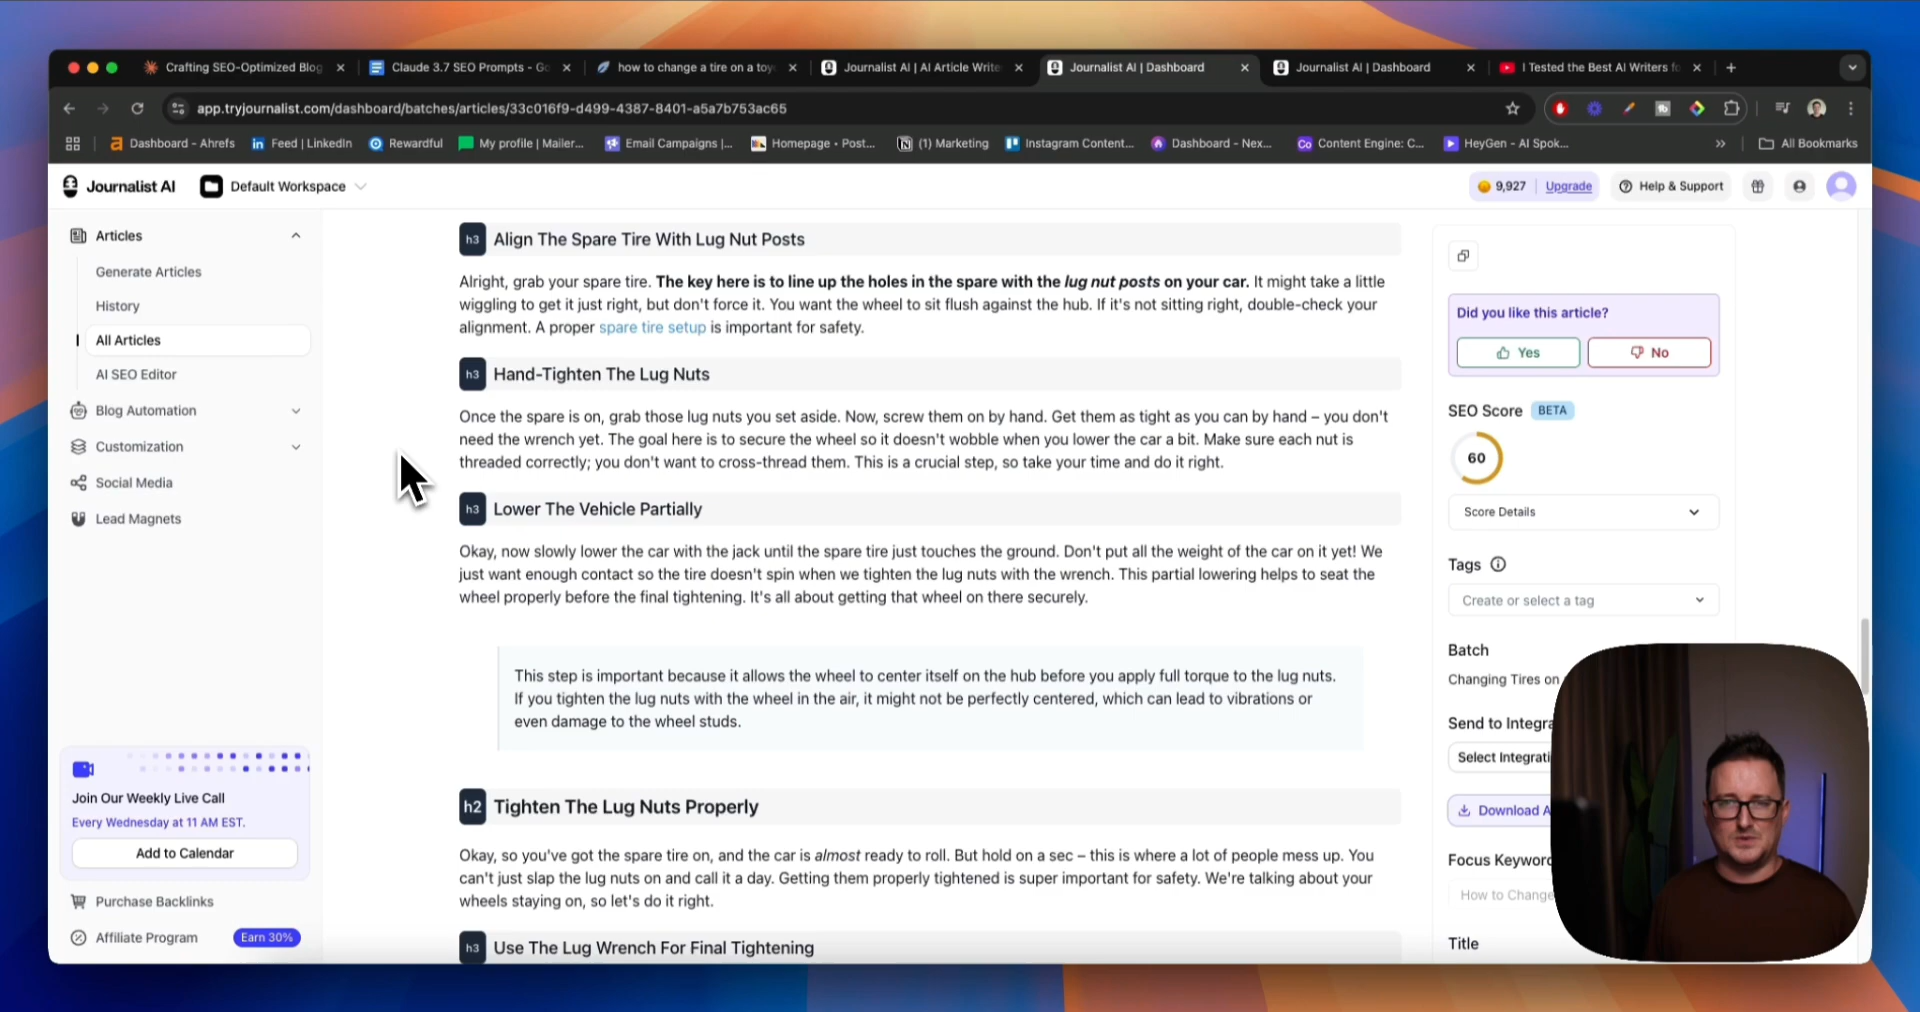 Crafting SEO-Optimized Blog
Claude 3.7 SEO Prompts - Go
how to change a tire on a toy
Journalist AI | AI Article Write
Journalist AI | Dashboard
Journalist AI | Dashboard
I Tested the Best AI Writers fo
app.tryjournalist.com/dashboard/batches/articles/33c016f9-d499-4387-8401-a5a7b753ac65
Dashboard – Ahrefs
Feed | LinkedIn
Rewardful
My profile | Mailer...
Email Campaigns |...
Homepage • Post...
(1) Marketing
Instagram Content...
Dashboard - Nex...
Content Engine: C...
HeyGen - AI Spok...
All Bookmarks
Journalist AI
Default Workspace
9,927
Upgrade
Help & Support
Articles
Generate Articles
History
All Articles
AI SEO Editor
Blog Automation
Customization
Social Media
Lead Magnets
Join Our Weekly Live Call
Every Wednesday at 11 AM EST.
Add to Calendar
Purchase Backlinks
Affiliate Program
Earn 30%
h3 Align The Spare Tire With Lug Nut Posts
Alright, grab your spare tire. The key here is to line up the holes in the spare with the lug nut posts on your car. It might take a little
wiggling to get it just right, but don't force it. You want the wheel to sit flush against the hub. If it's not sitting right, double-check your
alignment. A proper spare tire setup is important for safety.
h3 Hand-Tighten The Lug Nuts
Once the spare is on, grab those lug nuts you set aside. Now, screw them on by hand. Get them as tight as you can by hand – you don't
need the wrench yet. The goal here is to secure the wheel so it doesn't wobble when you lower the car a bit. Make sure each nut is
threaded correctly; you don't want to cross-thread them. This is a crucial step, so take your time and do it right.
h3 Lower The Vehicle Partially
Okay, now slowly lower the car with the jack until the spare tire just touches the ground. Don't put all the weight of the car on it yet! We
just want enough contact so the tire doesn't spin when we tighten the lug nuts with the wrench. This partial lowering helps to seat the
wheel properly before the final tightening. It's all about getting that wheel on there securely.
This step is important because it allows the wheel to center itself on the hub before you apply full torque to the lug nuts.
If you tighten the lug nuts with the wheel in the air, it might not be perfectly centered, which can lead to vibrations or
even damage to the wheel studs.
h2 Tighten The Lug Nuts Properly
Okay, so you've got the spare tire on, and the car is almost ready to roll. But hold on a sec – this is where a lot of people mess up. You
can't just slap the lug nuts on and call it a day. Getting them properly tightened is super important for safety. We're talking about your
wheels staying on, so let's do it right.
h3 Use The Lug Wrench For Final Tightening
Did you like this article?
Yes
No
SEO Score BETA
60
Score Details
Tags
Create or select a tag
Batch
Changing Tires on
Send to Integra
Select Integrati
Download A
Focus Keyword
How to Change
Title